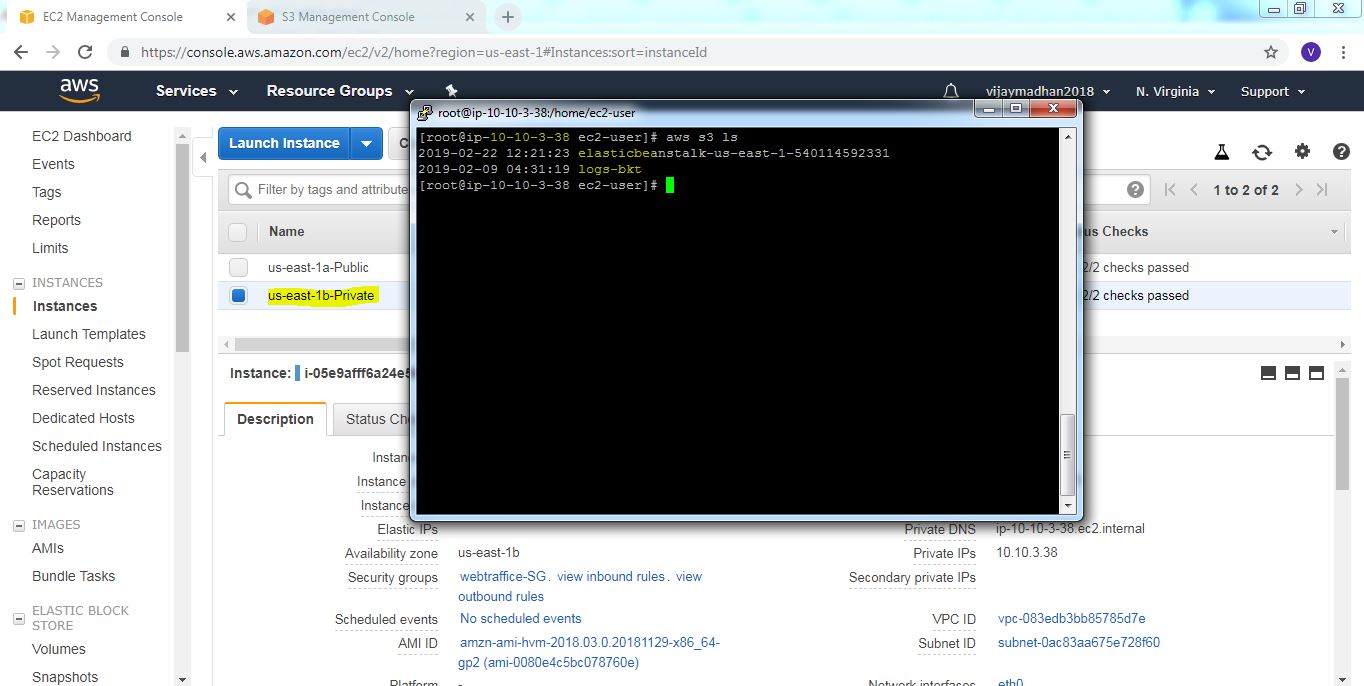 EC2 Management Console
S3 Management Console
https://console.aws.amazon.com/ec2/v2/home?region=us-east-1#Instances:sort=instanceId
V
aws
Services
Resource Groups
vijaymadhan2018
N. Virginia
Support
EC2 Dashboard
Events
Tags
Reports
Limits
INSTANCES
Instances
Launch Templates
Spot Requests
Reserved Instances
Dedicated Hosts
Scheduled Instances
Capacity
Reservations
IMAGES
AMIs
Bundle Tasks
ELASTIC BLOCK
STORE
Volumes
Snapshots
Launch Instance
Filter by tags and attribute
1 to 2 of 2
Name
us Checks
us-east-1a-Public
2/2 checks passed
us-east-1b-Private
2/2 checks passed
root@ip-10-10-3-38:/home/ec2-user
[root@ip-10-10-3-38 ec2-user]# aws s3 ls
2019-02-22 12:21:23 elasticbeanstalk-us-east-1-540114592331
2019-02-09 04:31:19 logs-bkt
[root@ip-10-10-3-38 ec2-user]#
Instance: i-05e9afff6a24e5
Description
Status Ch
Instan
Instance
Instance
Elastic IPs
Private DNS ip-10-10-3-38.ec2.internal
Availability zone us-east-1b
Private IPs 10.10.3.38
Security groups webtraffice-SG. view inbound rules. view
outbound rules
Secondary private IPs
Scheduled events No scheduled events
VPC ID vpc-083edb3bb85785d7e
AMI ID amzn-ami-hvm-2018.03.0.20181129-x86_64-
gp2 (ami-0080e4c5bc078760e)
Subnet ID subnet-0ac83aa675e728f60
Platform -
Network interfaces eth0